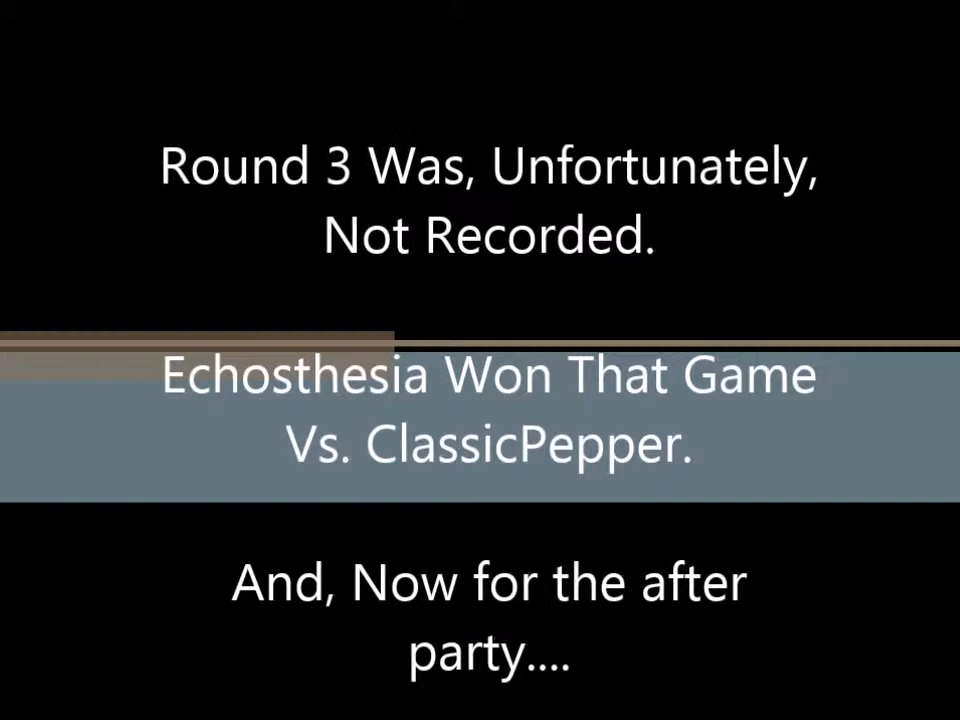 Round 3 Was, Unfortunately,
Not Recorded.
Echosthesia Won That Game
Vs. ClassicPepper.
And, Now for the after
party....